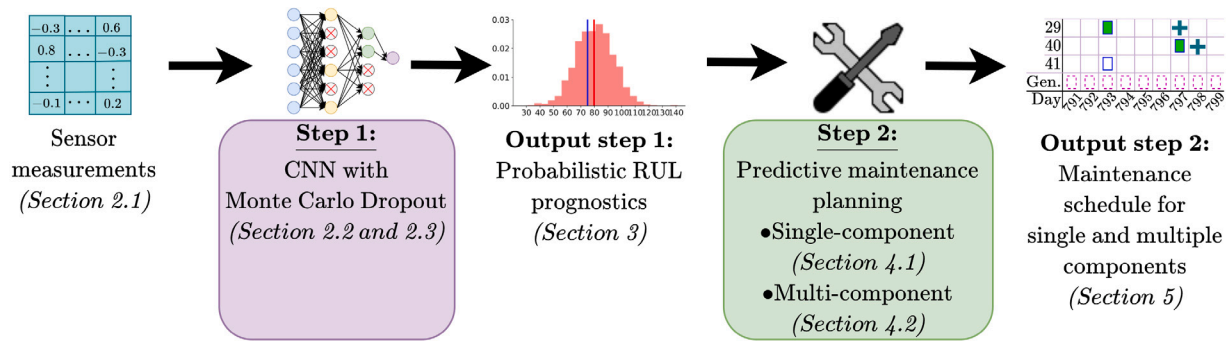 −0.3 ... 0.6
0.8 ... −0.3
⋮ ⋮
−0.1 ... 0.2
Sensor
measurements
(Section 2.1)
Step 1:
CNN with
Monte Carlo Dropout
(Section 2.2 and 2.3)
0.03
0.02
0.01
0.00
30 40 50 60 70 80 90 100 110 120 130 140
Output step 1:
Probabilistic RUL
prognostics
(Section 3)
Step 2:
Predictive maintenance
planning
•Single-component
(Section 4.1)
•Multi-component
(Section 4.2)
29
40
41
Gen.
Day 791 792 793 794 795 796 797 798 799
Output step 2:
Maintenance
schedule for
single and multiple
components
(Section 5)